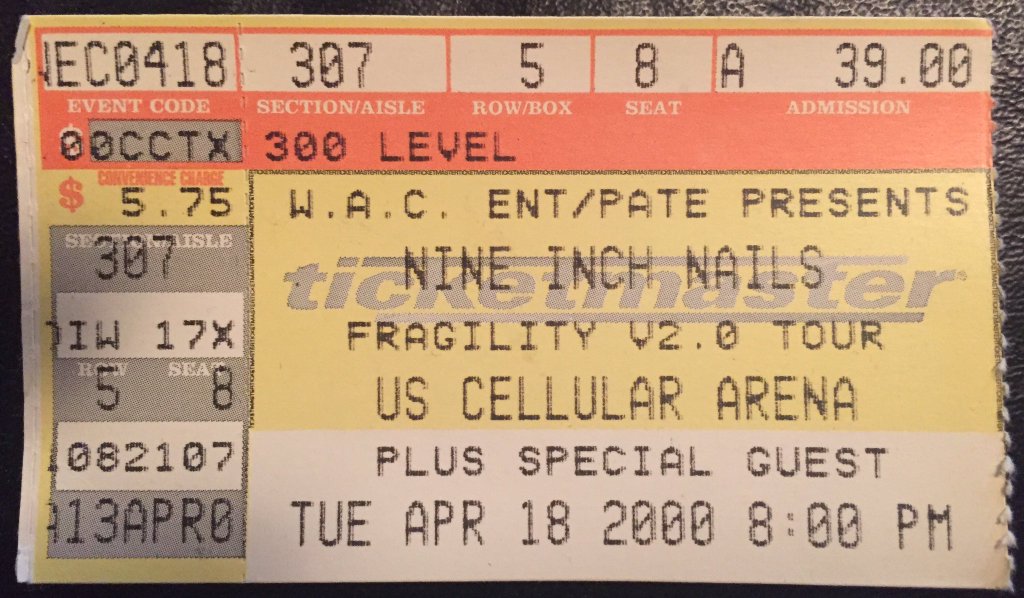 NEC0418 307 5 8 A 39.00
EVENT CODE SECTION/AISLE ROW/BOX SEAT ADMISSION
$ 00CCTX 300 LEVEL
CONVENIENCE CHARGE
$ 5.75 W.A.C. ENT/PATE PRESENTS
SECTION/AISLE
307 NINE INCH NAILS
ticketmaster
IW 17X FRAGILITY V2.0 TOUR
ROW SEAT
5 8 US CELLULAR ARENA
1082107 PLUS SPECIAL GUEST
A13APR0 TUE APR 18 2000 8:00 PM